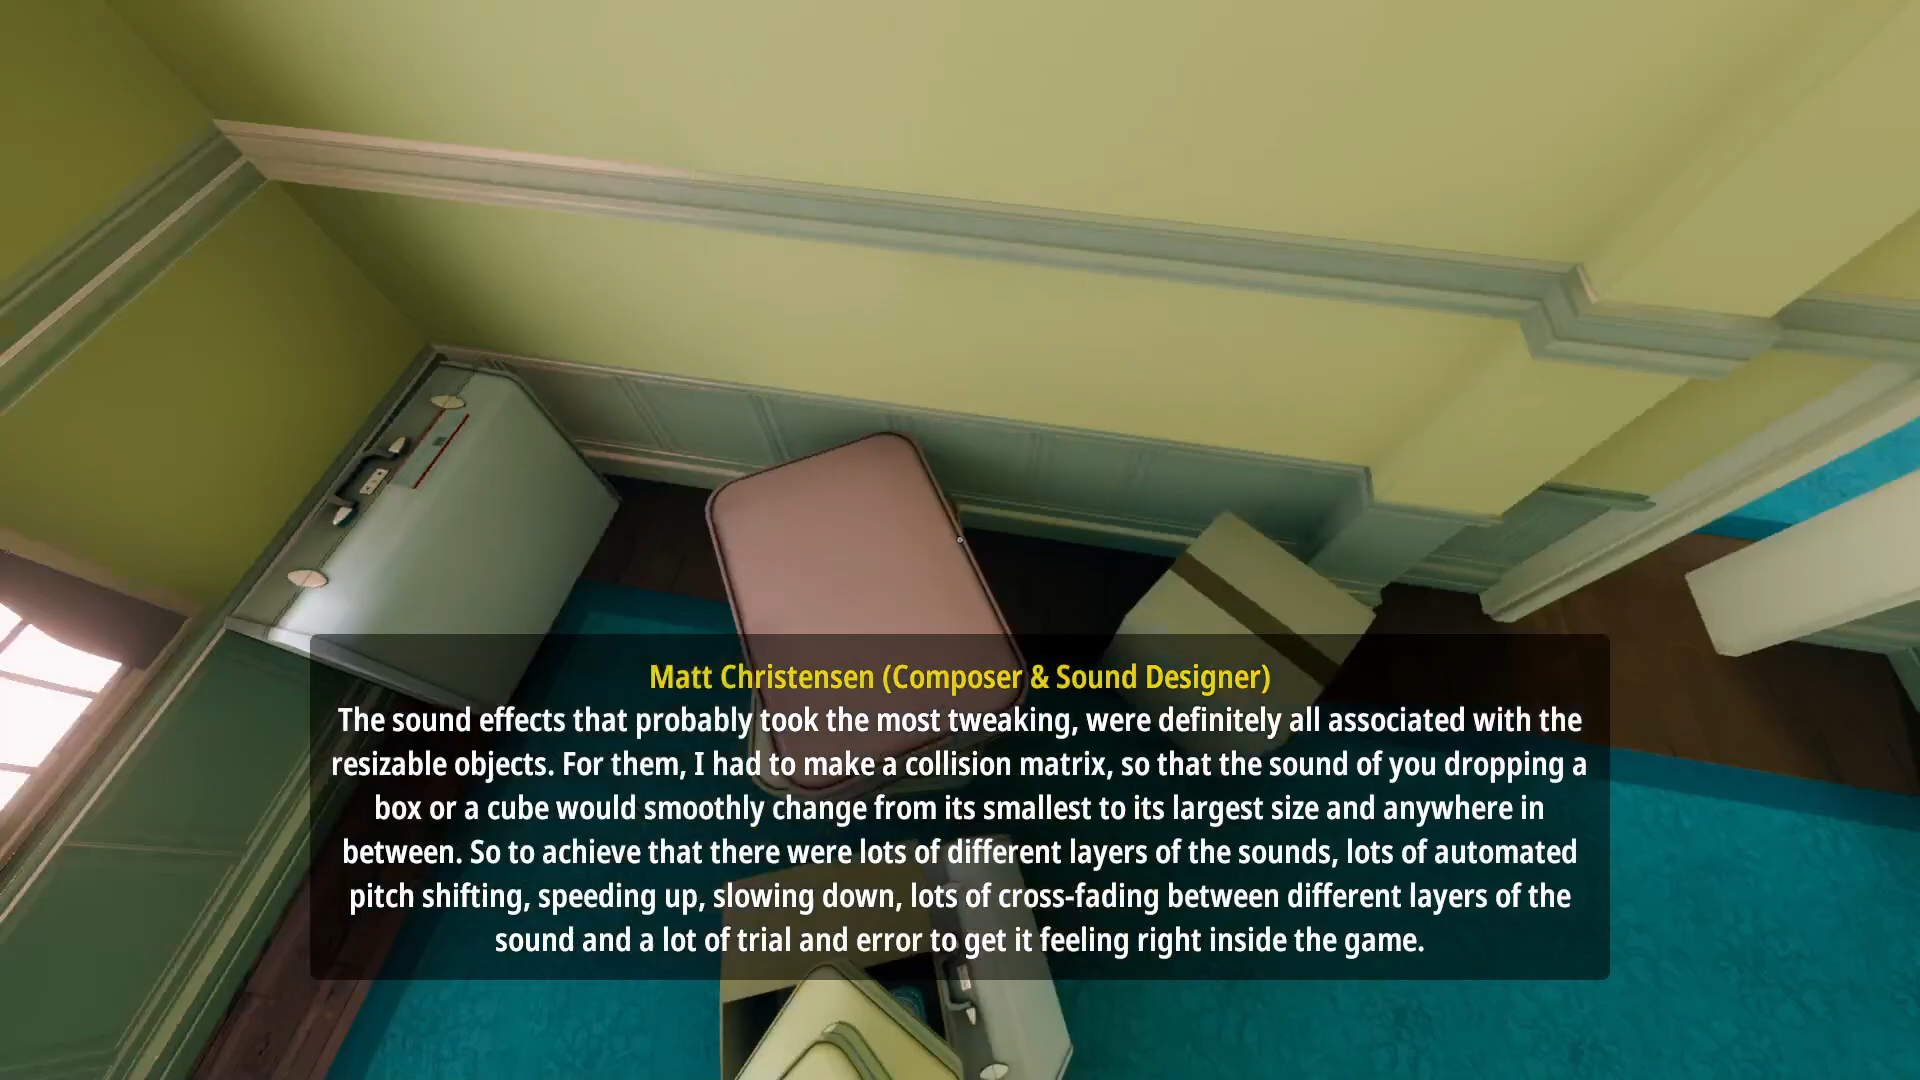 Matt Christensen (Composer & Sound Designer)
The sound effects that probably took the most tweaking, were definitely all associated with the
resizable objects. For them, I had to make a collision matrix, so that the sound of you dropping a
box or a cube would smoothly change from its smallest to its largest size and anywhere in
between. So to achieve that there were lots of different layers of the sounds, lots of automated
pitch shifting, speeding up, slowing down, lots of cross-fading between different layers of the
sound and a lot of trial and error to get it feeling right inside the game.